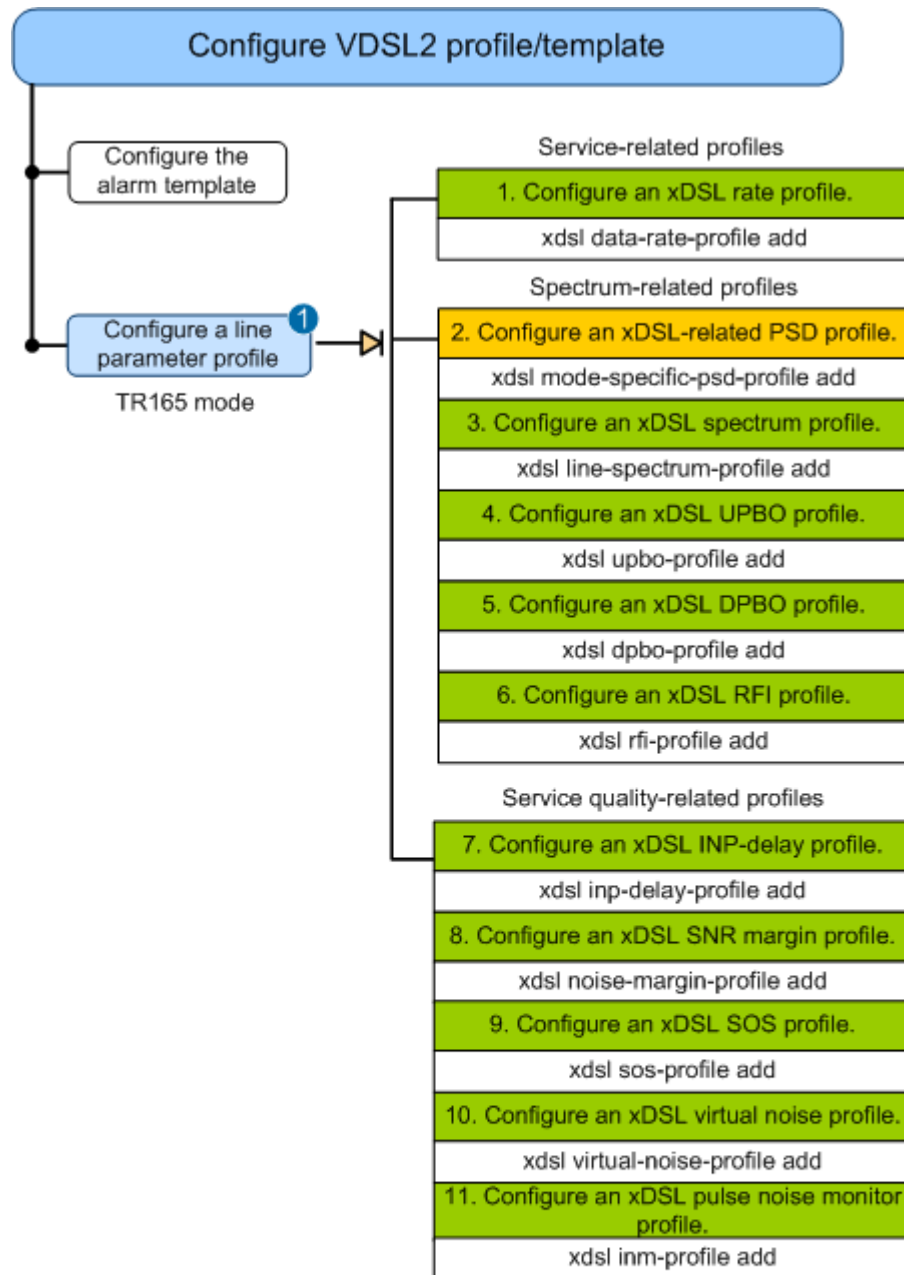 Configure VDSL2 profile/template
Configure the
alarm template
Configure a line
parameter profile
1
TR165 mode
Service-related profiles
1. Configure an xDSL rate profile.
xdsl data-rate-profile add
Spectrum-related profiles
2. Configure an xDSL-related PSD profile.
xdsl mode-specific-psd-profile add
3. Configure an xDSL spectrum profile.
xdsl line-spectrum-profile add
4. Configure an xDSL UPBO profile.
xdsl upbo-profile add
5. Configure an xDSL DPBO profile.
xdsl dpbo-profile add
6. Configure an xDSL RFI profile.
xdsl rfi-profile add
Service quality-related profiles
7. Configure an xDSL INP-delay profile.
xdsl inp-delay-profile add
8. Configure an xDSL SNR margin profile.
xdsl noise-margin-profile add
9. Configure an xDSL SOS profile.
xdsl sos-profile add
10. Configure an xDSL virtual noise profile.
xdsl virtual-noise-profile add
11. Configure an xDSL pulse noise monitor
profile.
xdsl inm-profile add